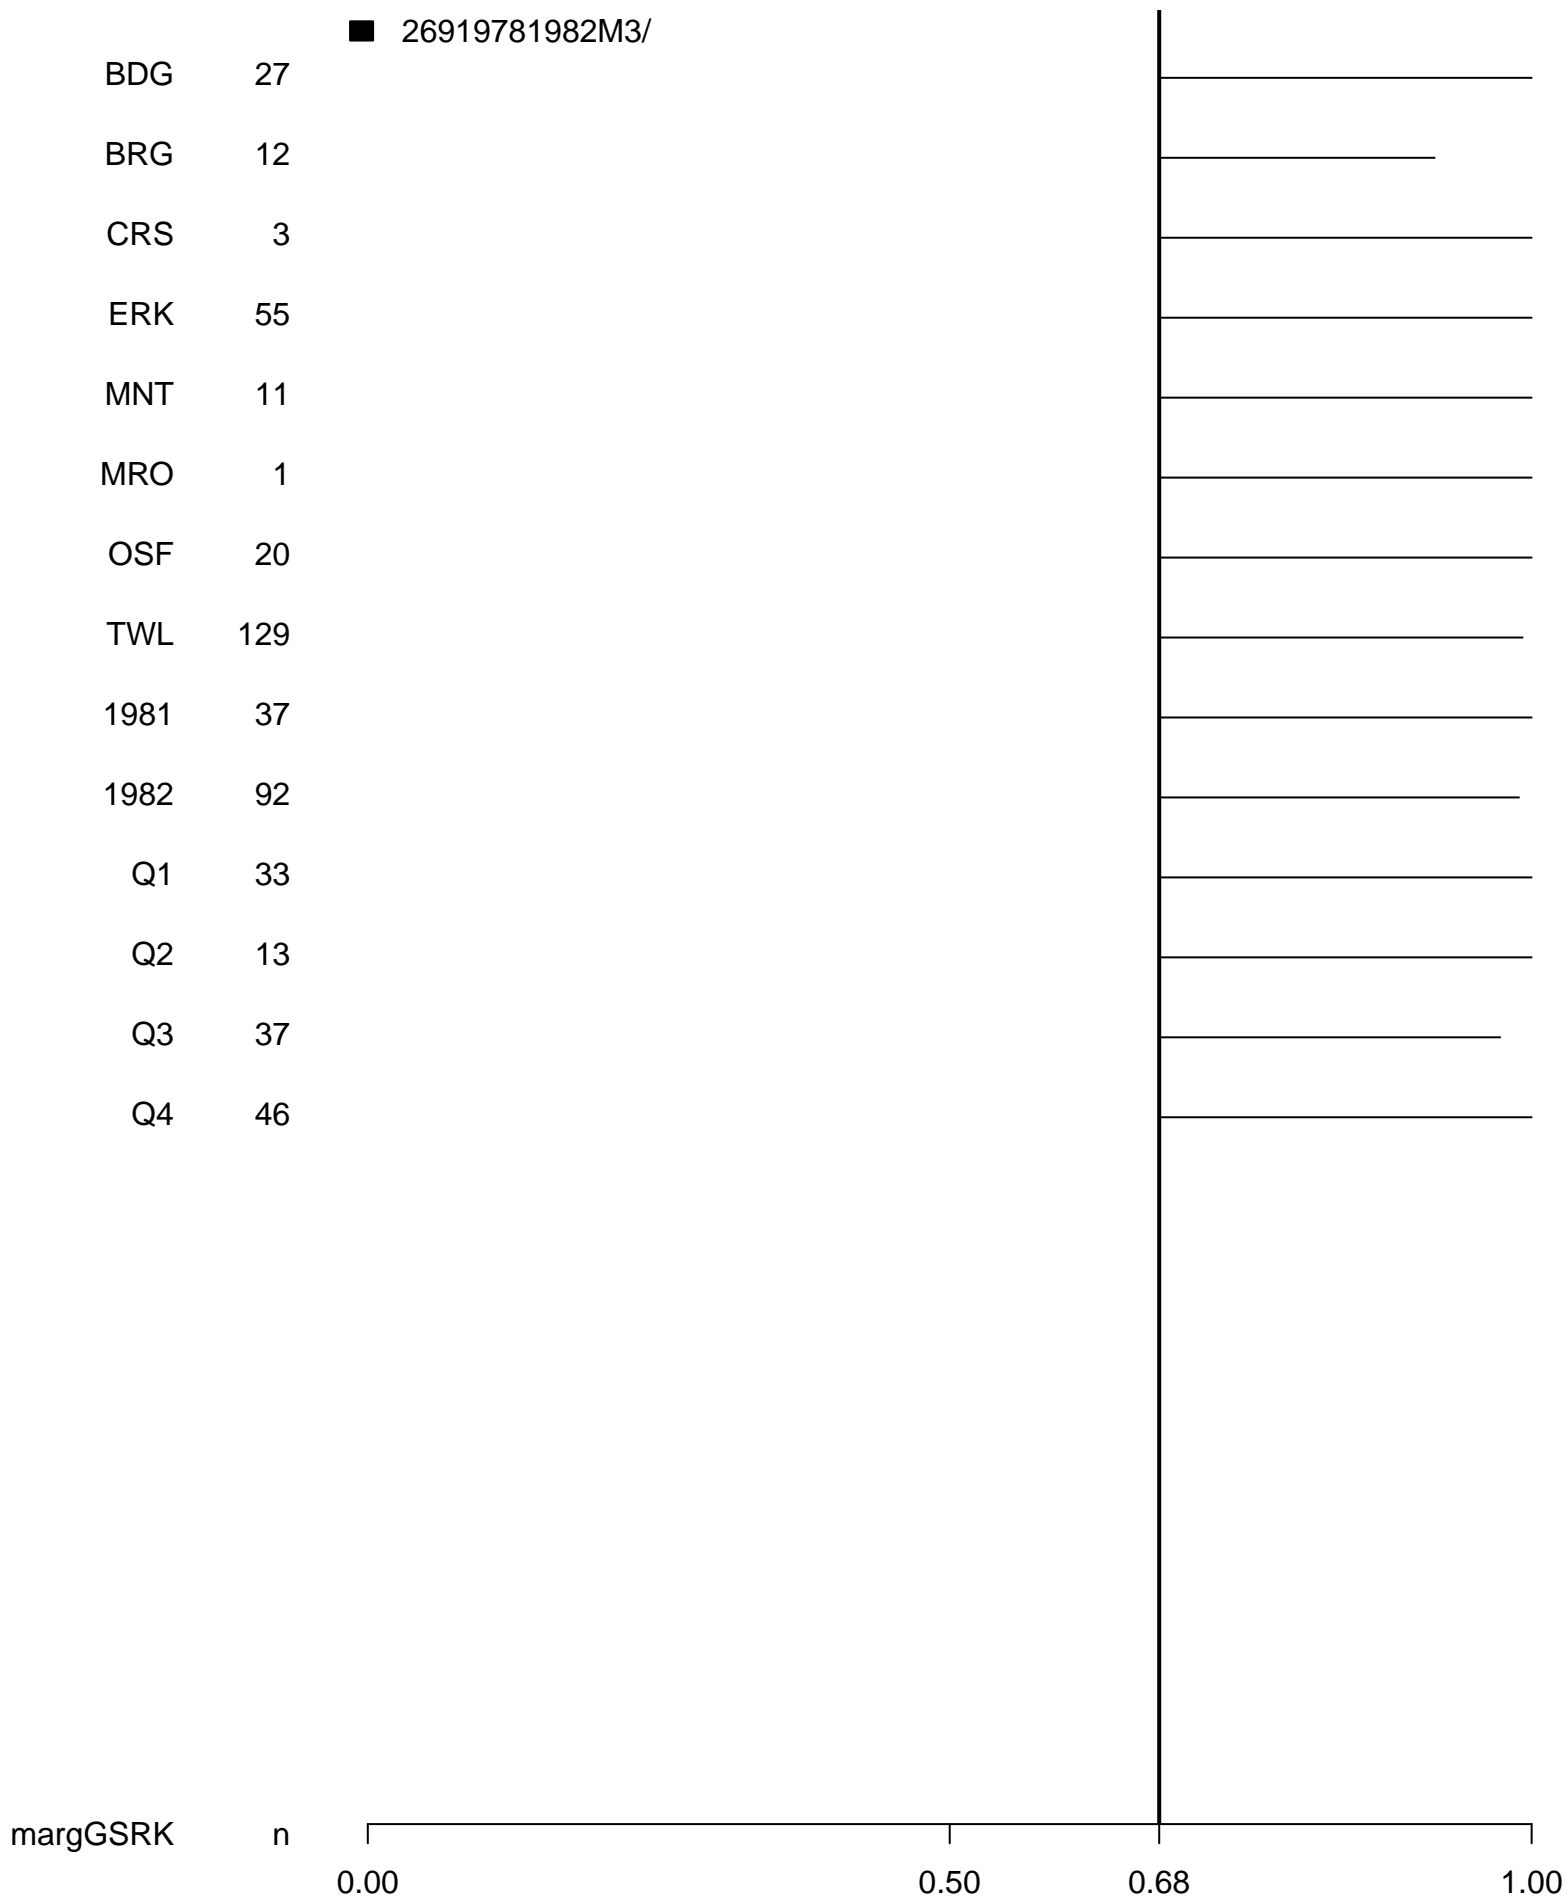 26919781982M3/
BDG 27
BRG 12
CRS 3
ERK 55
MNT 11
MRO 1
OSF 20
TWL 129
1981 37
1982 92
Q1 33
Q2 13
Q3 37
Q4 46
margGSRK n
0.00 0.50 0.68 1.00